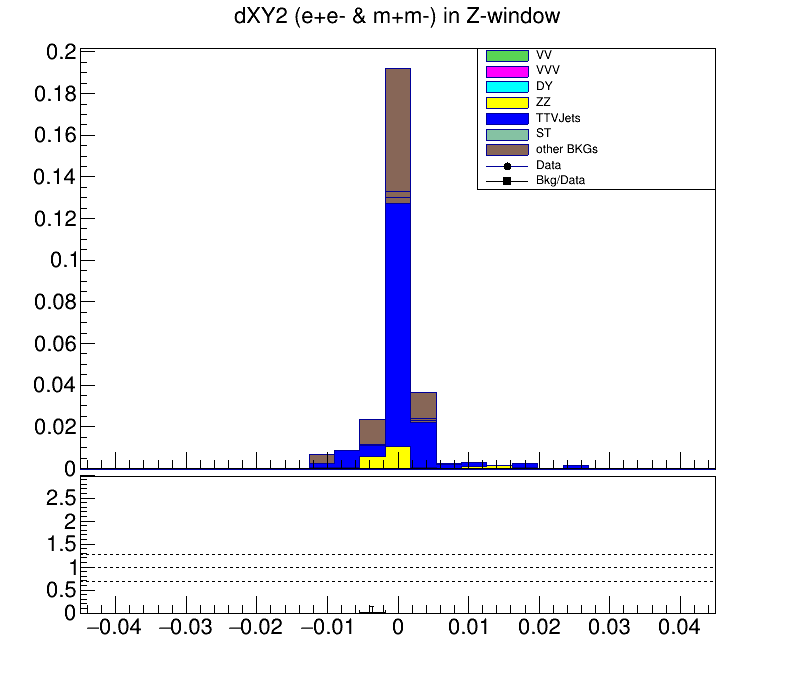 dXY2 (e+e- & m+m-) in Z-window
0.2
0.18
0.16
0.14
0.12
0.1
0.08
0.06
0.04
0.02
0
VV
VVV
DY
ZZ
TTVJets
ST
other BKGs
Data
Bkg/Data
2.5
2
1.5
1
0.5
0
−0.04 −0.03 −0.02 −0.01 0 0.01 0.02 0.03 0.04